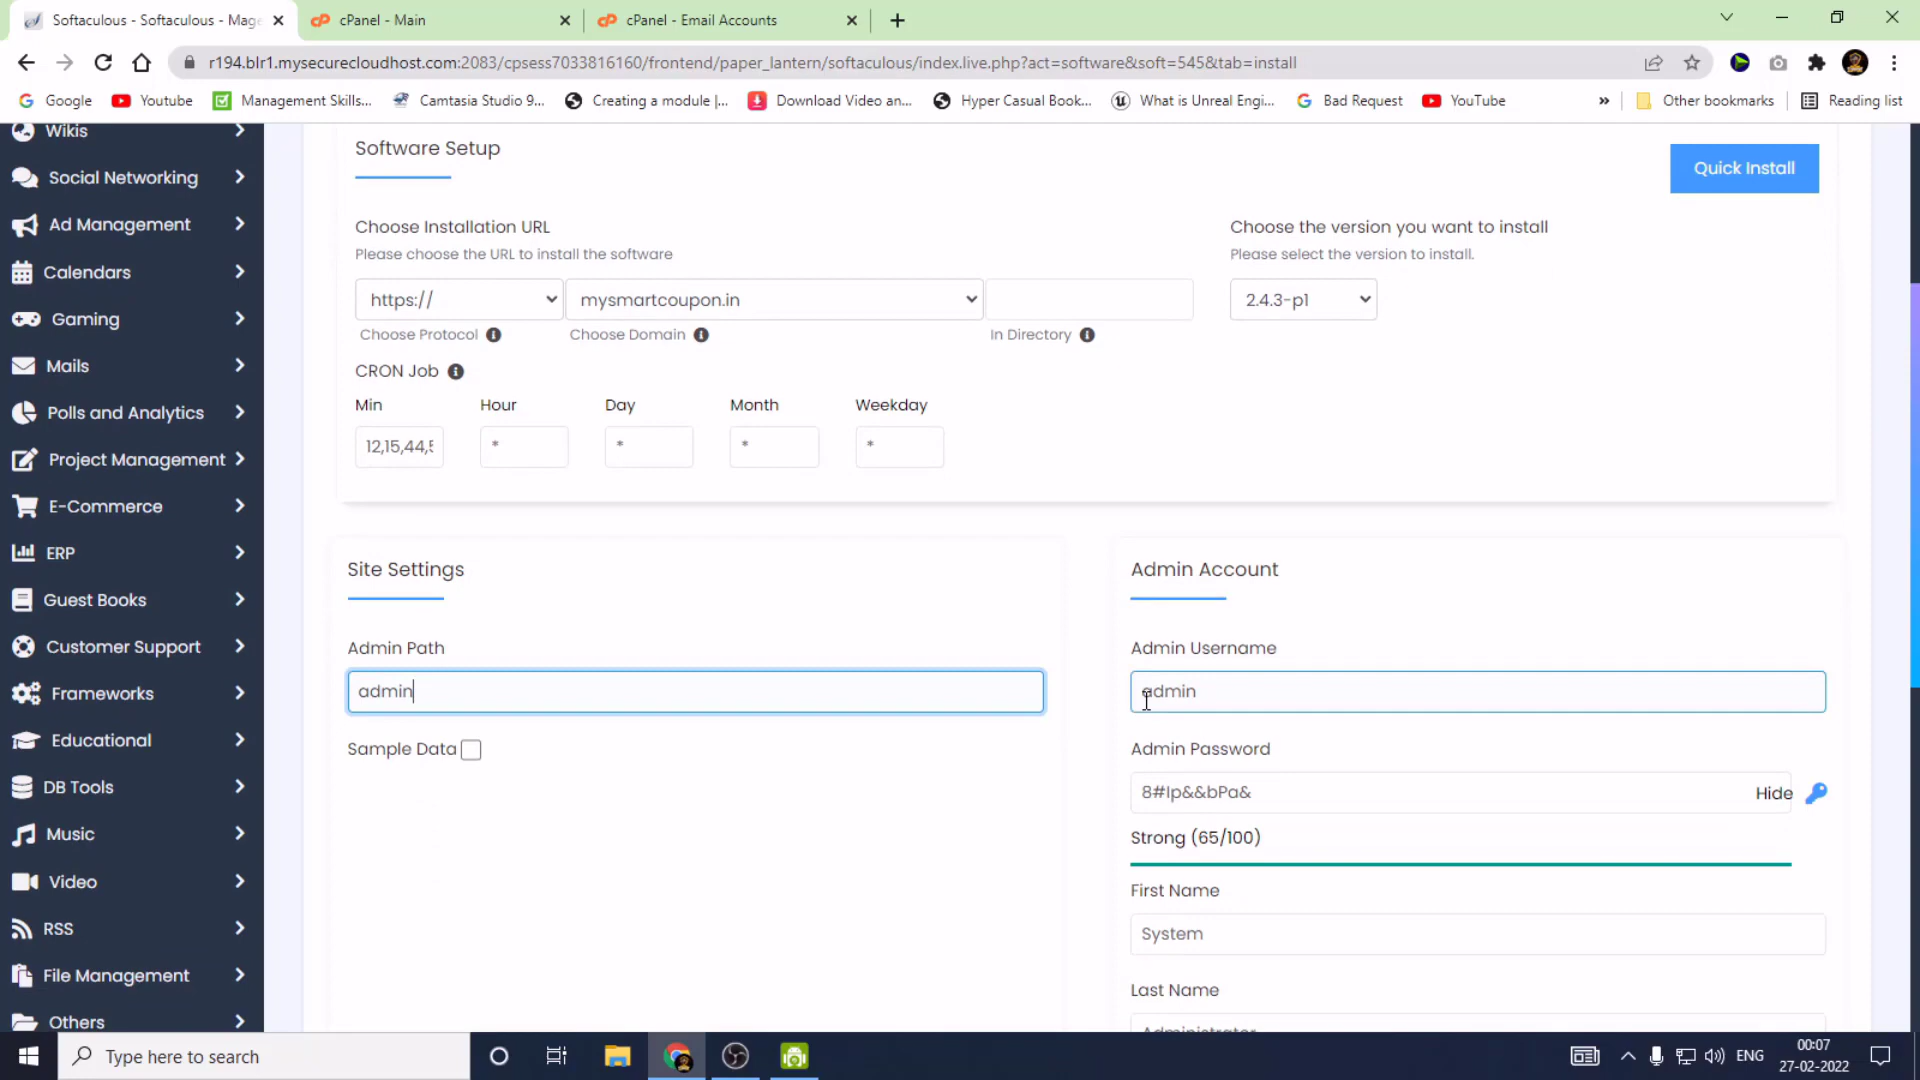 Softaculous - Softaculous - Mage
cPanel - Main
cPanel - Email Accounts
r194.blr1.mysecurecloudhost.com:2083/cpsess7033816160/frontend/paper_lantern/softaculous/index.live.php?act=software&soft=545&tab=install
Google
Youtube
Management Skills...
Camtasia Studio 9...
Creating a module |...
Download Video an...
Hyper Casual Book...
What is Unreal Engi...
Bad Request
YouTube
»
Other bookmarks
Reading list
Wikis
Social Networking
Ad Management
Calendars
Gaming
Mails
Polls and Analytics
Project Management
E-Commerce
ERP
Guest Books
Customer Support
Frameworks
Educational
DB Tools
Music
Video
RSS
File Management
Others
Software Setup
Quick Install
Choose Installation URL
Please choose the URL to install the software
https://
mysmartcoupon.in
Choose Protocol
Choose Domain
In Directory
Choose the version you want to install
Please select the version to install.
2.4.3-p1
CRON Job
Min
Hour
Day
Month
Weekday
12,15,44,5
*
*
*
*
Site Settings
Admin Path
admin
Sample Data
Admin Account
Admin Username
admin
Admin Password
8#Ip&&bPa&
Hide
Strong (65/100)
First Name
System
Last Name
Administrator
Type here to search
ENG
00:07
27-02-2022